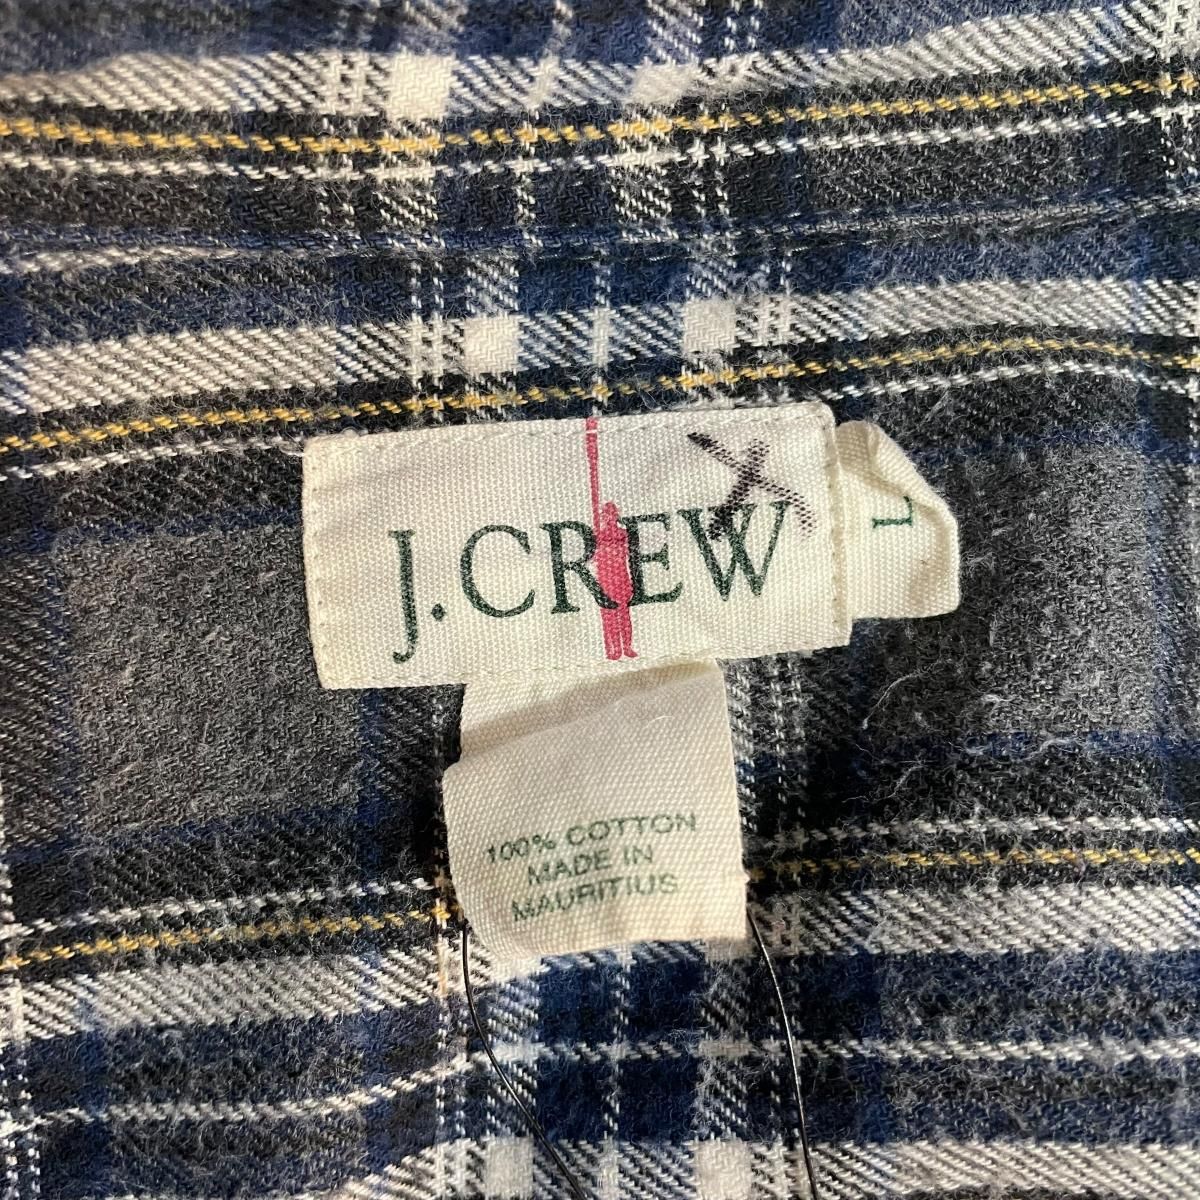 J.CREW
L
100% COTTON
MADE IN
MAURITIUS